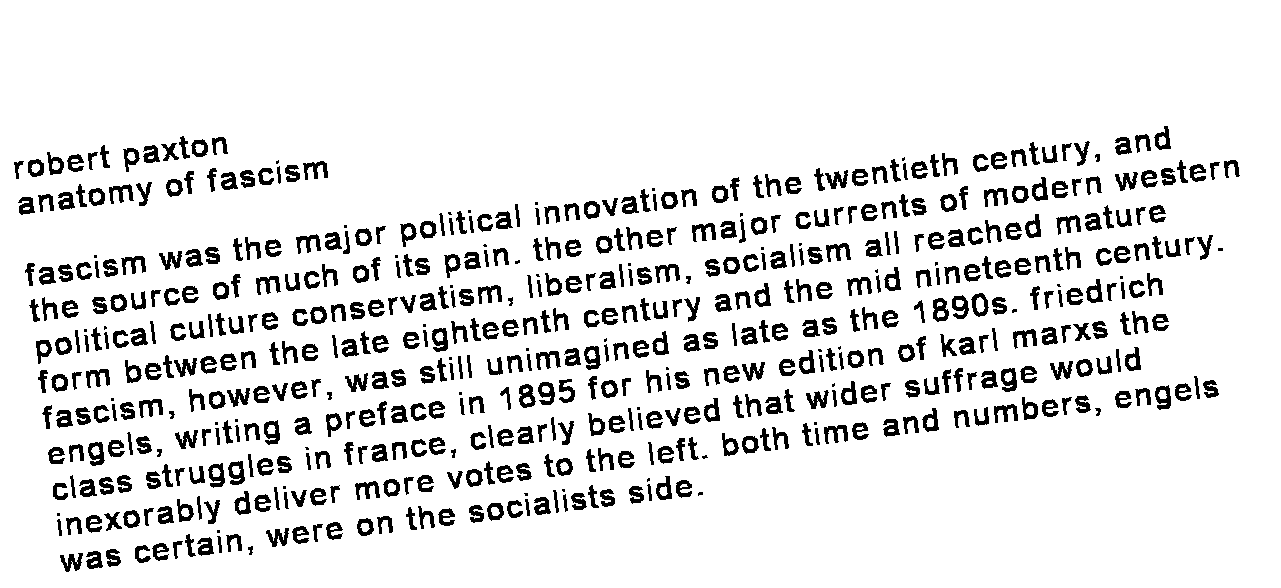 robert paxton
anatomy of fascism
fascism was the major political innovation of the twentieth century, and
the source of much of its pain. the other major currents of modern western
political culture conservatism, liberalism, socialism all reached mature
form between the late eighteenth century and the mid nineteenth century.
fascism, however, was still unimagined as late as the 1890s. friedrich
engels, writing a preface in 1895 for his new edition of karl marxs the
class struggles in france, clearly believed that wider suffrage would
inexorably deliver more votes to the left. both time and numbers, engels
was certain, were on the socialists side.